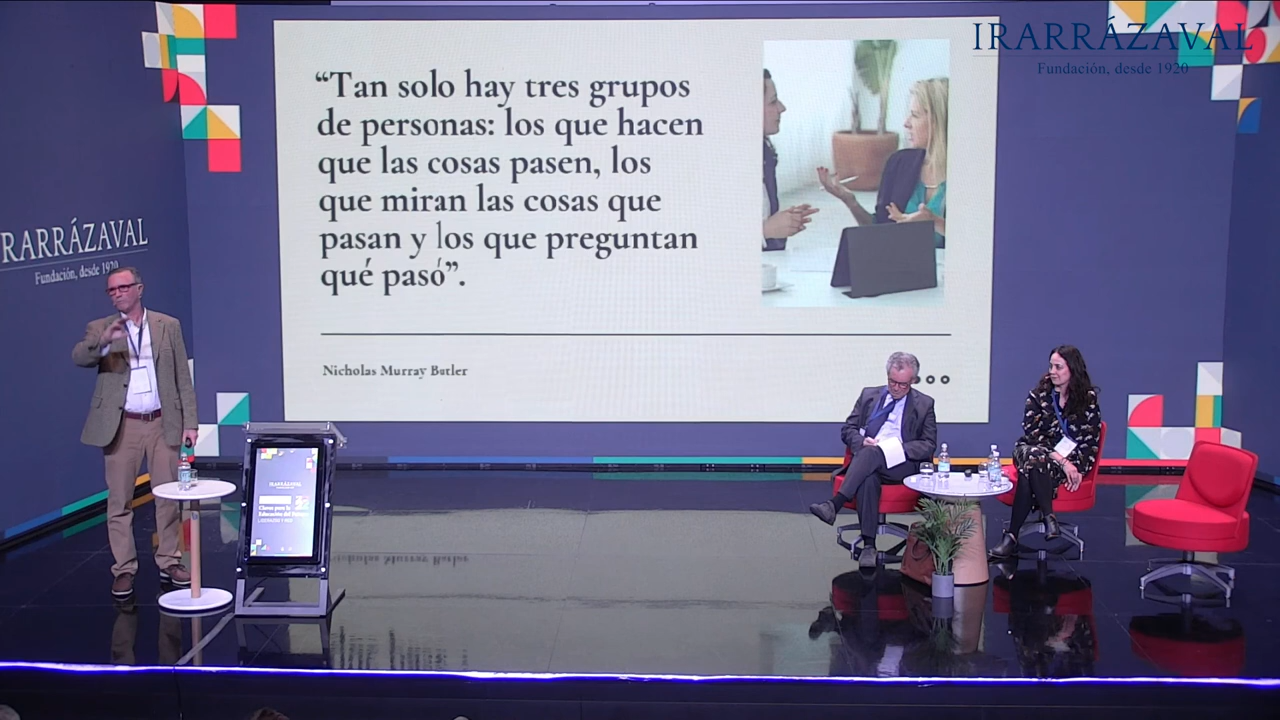 IRARRÁZAVAL
Fundación, desde 1920
“Tan solo hay tres grupos
de personas: los que hacen
que las cosas pasen, los
que miran las cosas que
pasan y los que preguntan
qué pasó”.
Nicholas Murray Butler
RARRÁZAVAL
Fundación, desde 1920
IRARRÁZAVAL